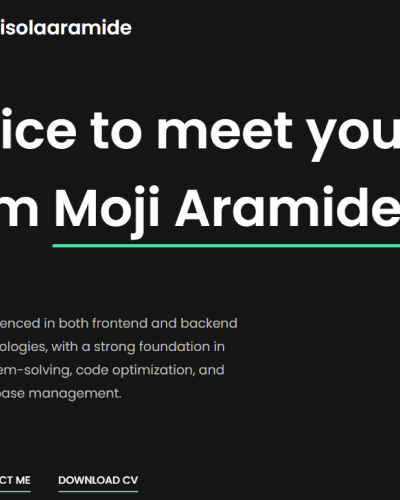 isolaaramide
ice to meet you
m Moji Aramide
enced in both frontend and backend
ologies, with a strong foundation in
em-solving, code optimization, and
base management.
CT ME DOWNLOAD CV